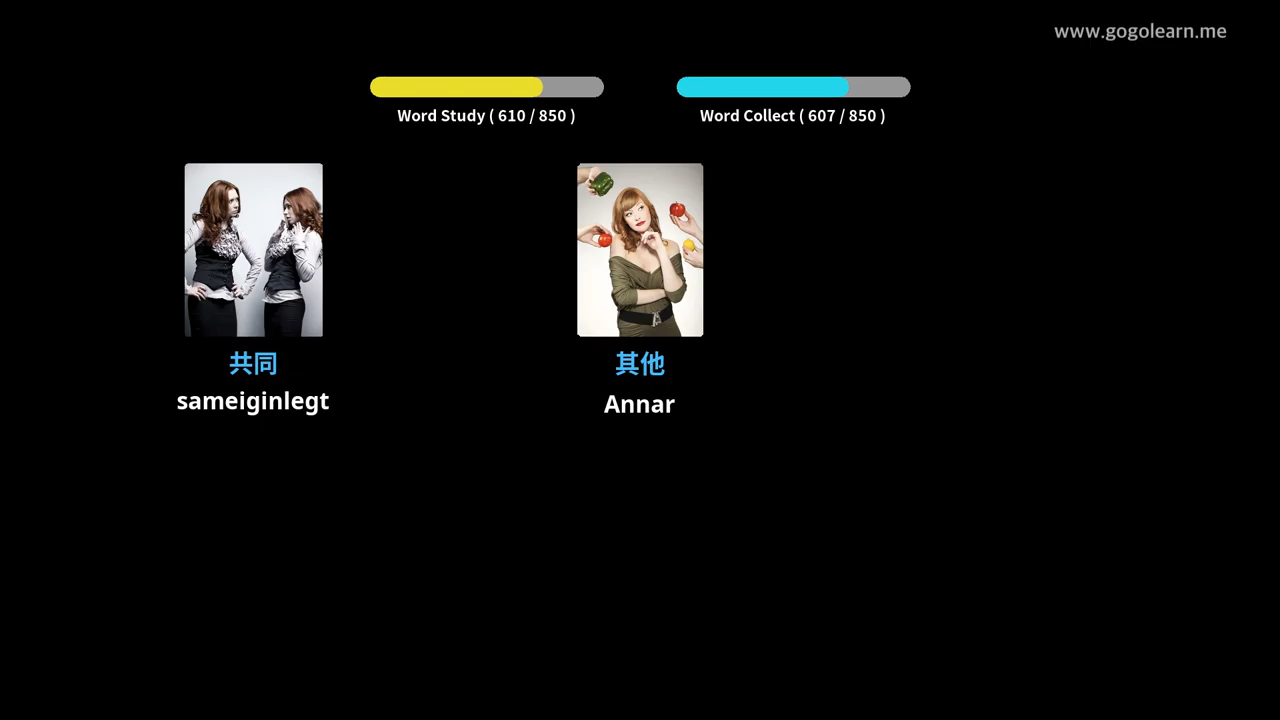 www.gogolearn.me
Word Study ( 610 / 850 )
Word Collect ( 607 / 850 )
共同
sameiginlegt
其他
Annar